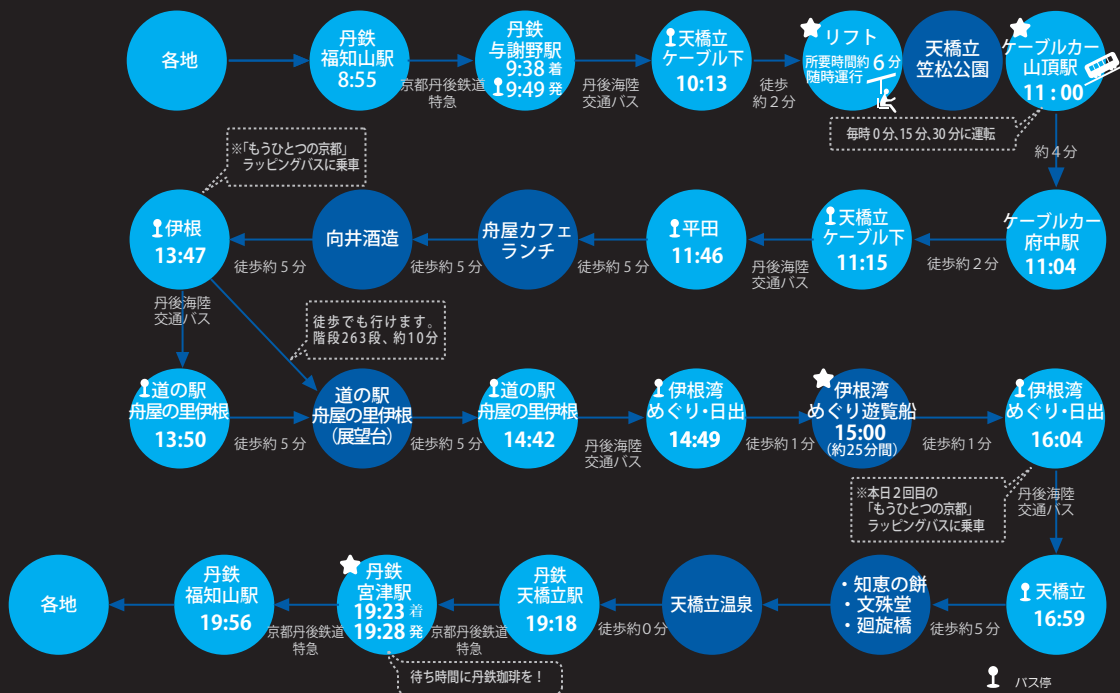 各地
丹鉄
福知山駅
8:55
京都丹後鉄道
特急
丹鉄
与謝野駅
9:38 着
9:49 発
丹後海陸
交通バス
天橋立
ケーブル下
10:13
徒歩
約2分
リフト
所要時間約6分
随時運行
天橋立
笠松公園
ケーブルカー
山頂駅
11:00
毎時0分、15分、30分に運転
約4分
ケーブルカー
府中駅
11:04
徒歩約2分
天橋立
ケーブル下
11:15
丹後海陸
交通バス
平田
11:46
徒歩約5分
舟屋カフェ
ランチ
徒歩約5分
向井酒造
徒歩約5分
伊根
13:47
※「もうひとつの京都」
ラッピングバスに乗車
丹後海陸
交通バス
徒歩でも行けます。
階段263段、約10分
道の駅
舟屋の里伊根
13:50
徒歩約5分
道の駅
舟屋の里伊根
(展望台)
徒歩約5分
道の駅
舟屋の里伊根
14:42
丹後海陸
交通バス
伊根湾
めぐり・日出
14:49
徒歩約1分
伊根湾
めぐり遊覧船
15:00
(約25分間)
徒歩約1分
伊根湾
めぐり・日出
16:04
※本日2回目の
「もうひとつの京都」
ラッピングバスに乗車
丹後海陸
交通バス
天橋立
16:59
徒歩約5分
・知恵の餅
・文殊堂
・廻旋橋
天橋立温泉
徒歩約0分
丹鉄
天橋立駅
19:18
京都丹後鉄道
特急
丹鉄
宮津駅
19:23 着
19:28 発
待ち時間に丹鉄珈琲を！
京都丹後鉄道
特急
丹鉄
福知山駅
19:56
各地
バス停